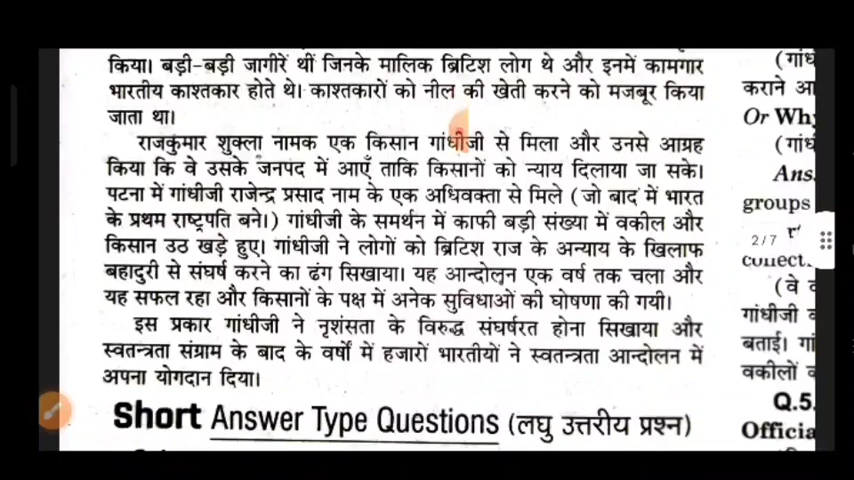 किया। बड़ी-बड़ी जागीरें थीं जिनके मालिक ब्रिटिश लोग थे और इनमें कामगार
भारतीय काश्तकार होते थे। काश्तकारों को नील की खेती करने को मजबूर किया
जाता था।
राजकुमार शुक्ला नामक एक किसान गांधीजी से मिला और उनसे आग्रह
किया कि वे उसके जनपद में आएँ ताकि किसानों को न्याय दिलाया जा सके।
पटना में गांधीजी राजेन्द्र प्रसाद नाम के एक अधिवक्ता से मिले (जो बाद में भारत
के प्रथम राष्ट्रपति बने।) गांधीजी के समर्थन में काफी बड़ी संख्या में वकील और
किसान उठ खड़े हुए। गांधीजी ने लोगों को ब्रिटिश राज के अन्याय के खिलाफ
बहादुरी से संघर्ष करने का ढंग सिखाया। यह आन्दोलन एक वर्ष तक चला और
यह सफल रहा और किसानों के पक्ष में अनेक सुविधाओं की घोषणा की गयी।
इस प्रकार गांधीजी ने नृशंसता के विरुद्ध संघर्षरत होना सिखाया और
स्वतन्त्रता संग्राम के बाद के वर्षों में हजारों भारतीयों ने स्वतन्त्रता आन्दोलन में
अपना योगदान दिया।
Short Answer Type Questions (लघु उत्तरीय प्रश्न)
कराने आ
Or Wh
Ans
groups
2/7
(वे
गांधीजी
बताई। गां
वकीलों
Q.5.
Officia